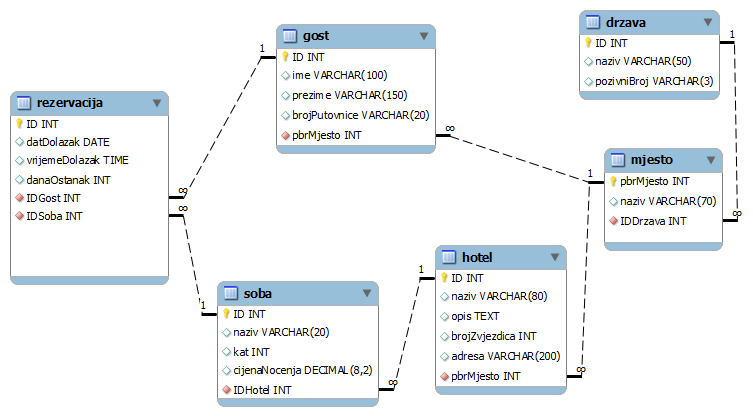 gost
1
ID INT
ime VARCHAR(100)
prezime VARCHAR(150)
brojPutovnice VARCHAR(20)
pbrMjesto INT
∞
drzava
1
ID INT
naziv VARCHAR(50)
pozivniBroj VARCHAR(3)
rezervacija
ID INT
datDolazak DATE
vrijemeDolazak TIME
danaOstanak INT
IDGost INT
∞
IDSoba INT
∞
mjesto
1
pbrMjesto INT
naziv VARCHAR(70)
IDDrzava INT
∞
hotel
1
ID INT
naziv VARCHAR(80)
opis TEXT
brojZvjezdica INT
adresa VARCHAR(200)
pbrMjesto INT
∞
soba
1
ID INT
naziv VARCHAR(20)
kat INT
cijenaNocenja DECIMAL(8,2)
IDHotel INT
∞